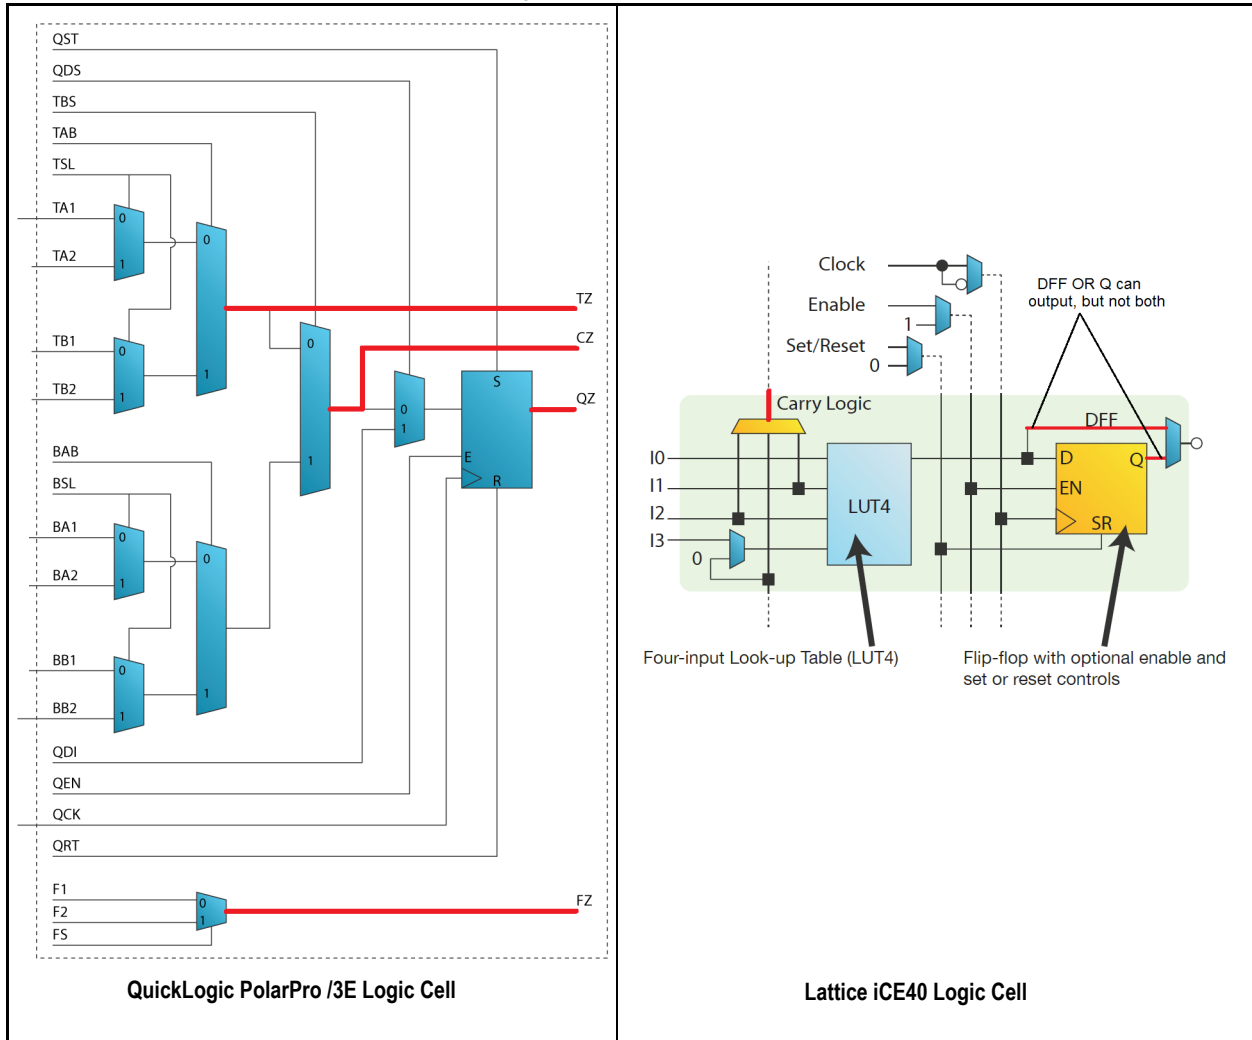 QST
QDS
TBS
TAB
TSL
TA1
0
0
TA2
1
TZ
TB1
0
CZ
0
TB2
1
1
S
QZ
0
1
BAB
1
E
BSL
R
BA1
0
0
BA2
1
BB1
0
BB2
1
1
QDI
QEN
QCK
QRT
F1
0
F2
1
FS
FZ
QuickLogic PolarPro /3E Logic Cell
Clock
Enable
1
Set/Reset
0
DFF OR Q can
output, but not both
Carry Logic
DFF
I0
I1
I2
I3
0
LUT4
D
Q
EN
SR
Four-input Look-up Table (LUT4)
Flip-flop with optional enable and
set or reset controls
Lattice iCE40 Logic Cell